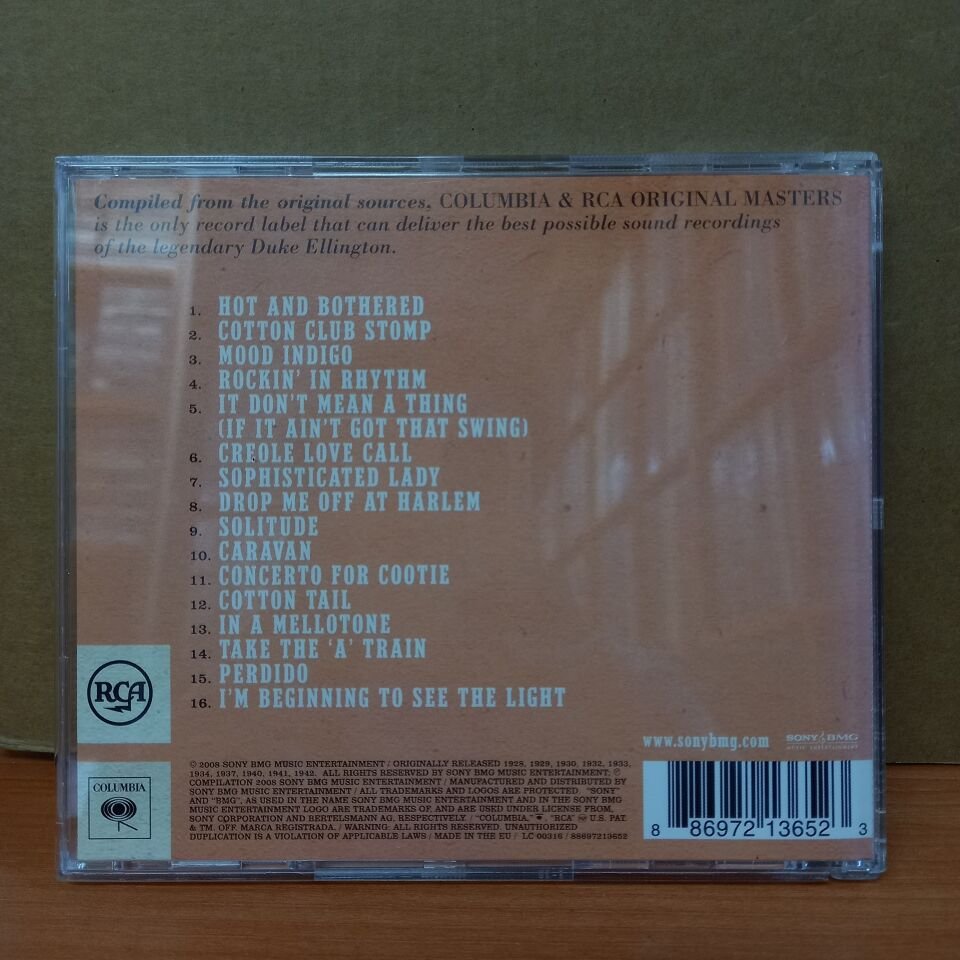 Compiled from the original sources, COLUMBIA & RCA ORIGINAL MASTERS
is the only record label that can deliver the best possible sound recordings
of the legendary Duke Ellington.
1. HOT AND BOTHERED
2. COTTON CLUB STOMP
3. MOOD INDIGO
4. ROCKIN' IN RHYTHM
5. IT DON'T MEAN A THING
(IF IT AIN'T GOT THAT SWING)
6. CREOLE LOVE CALL
7. SOPHISTICATED LADY
8. DROP ME OFF AT HARLEM
9. SOLITUDE
10. CARAVAN
11. CONCERTO FOR COOTIE
12. COTTON TAIL
13. IN A MELLOTONE
14. TAKE THE 'A' TRAIN
15. PERDIDO
16. I'M BEGINNING TO SEE THE LIGHT
RCA
COLUMBIA
www.sonybmg.com
SONY BMG
MUSIC ENTERTAINMENT
© 2008 SONY BMG MUSIC ENTERTAINMENT / ORIGINALLY RELEASED 1928, 1929, 1930, 1932, 1933,
1934, 1937, 1940, 1941, 1942. ALL RIGHTS RESERVED BY SONY BMG MUSIC ENTERTAINMENT; ℗
COMPILATION 2008 SONY BMG MUSIC ENTERTAINMENT / MANUFACTURED AND DISTRIBUTED BY
SONY BMG MUSIC ENTERTAINMENT / ALL TRADEMARKS AND LOGOS ARE PROTECTED. "SONY"
AND "BMG", AS USED IN THE NAME SONY BMG MUSIC ENTERTAINMENT AND IN THE SONY BMG
MUSIC ENTERTAINMENT LOGO ARE TRADEMARKS OF, AND ARE USED UNDER LICENSE FROM,
SONY CORPORATION AND BERTELSMANN AG, RESPECTIVELY. / "COLUMBIA," ®, "RCA" ® U.S. PAT.
& TM. OFF. MARCA REGISTRADA. / WARNING: ALL RIGHTS RESERVED. UNAUTHORIZED
DUPLICATION IS A VIOLATION OF APPLICABLE LAWS / MADE IN THE EU / LC 00316 / 88697213652
8 86972 13652 3